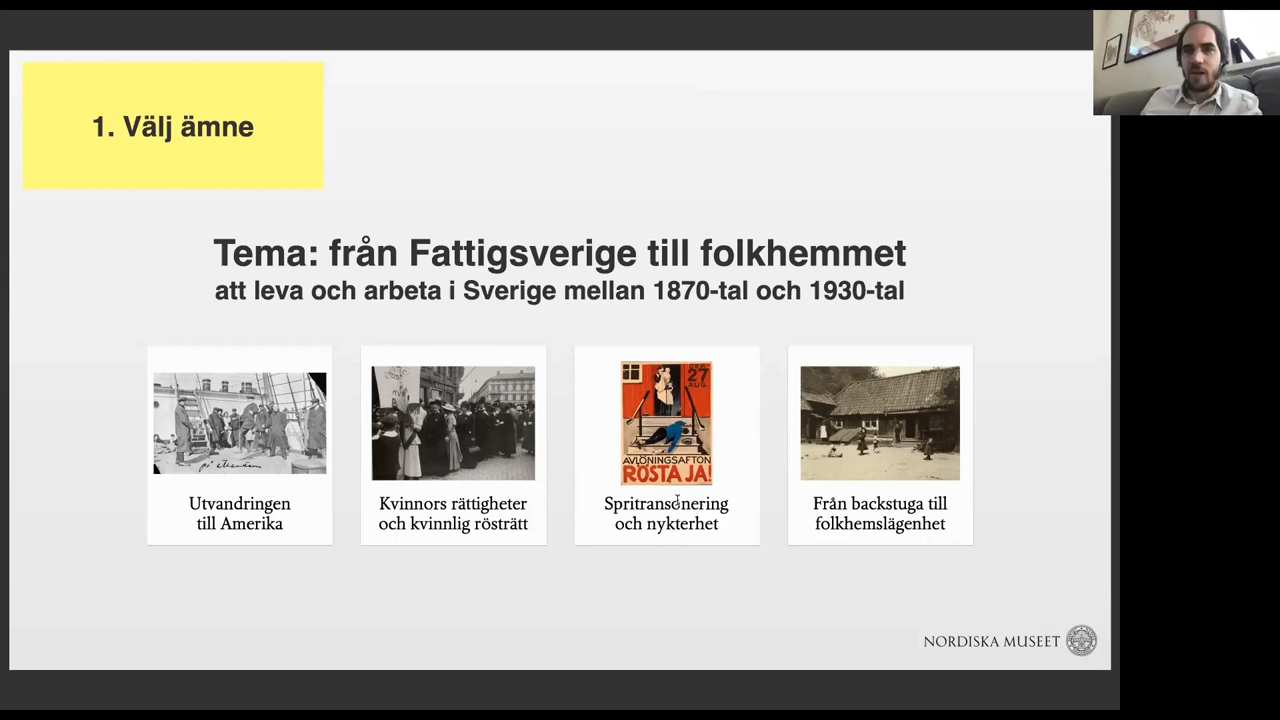 1. Välj ämne
Tema: från Fattigsverige till folkhemmet
att leva och arbeta i Sverige mellan 1870-tal och 1930-tal
Utvandringen
till Amerika
Kvinnors rättigheter
och kvinnlig rösträtt
27
AUG.
AVLÖNINGSAFTON
RÖSTA JA!
Spritransonering
och nykterhet
Från backstuga till
folkhemslägenhet
NORDISKA MUSEET